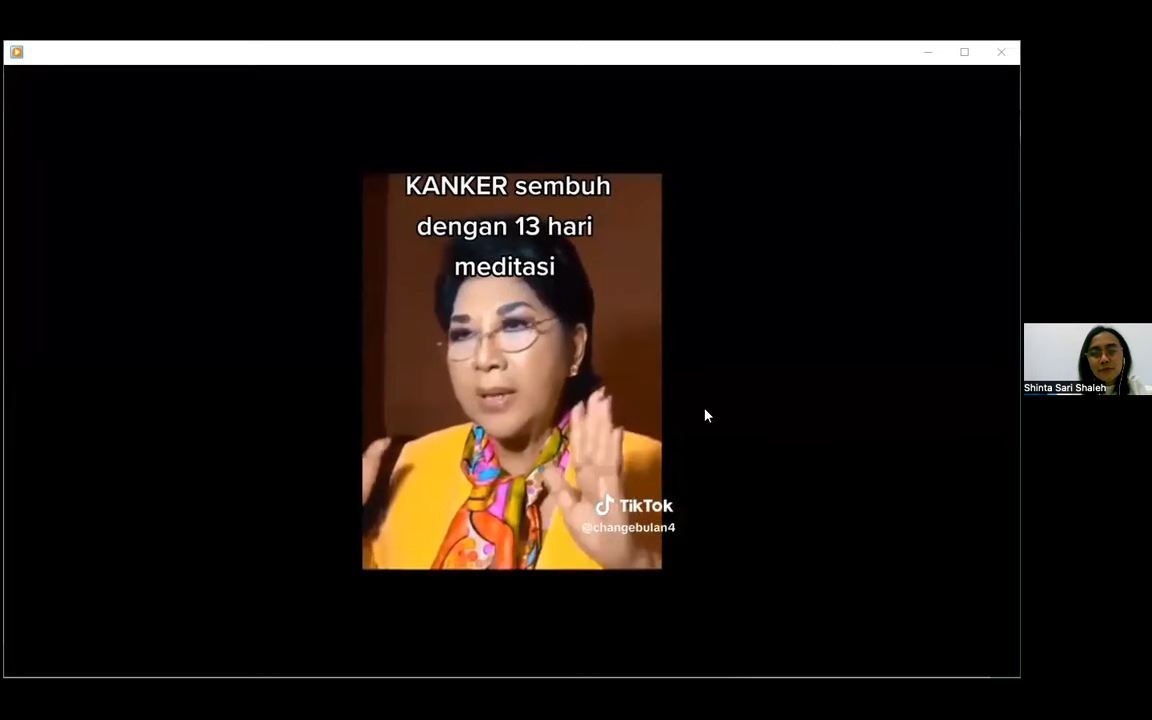 KANKER sembuh
dengan 13 hari
meditasi
TikTok
@changebulan4
Shinta Sari Shaleh